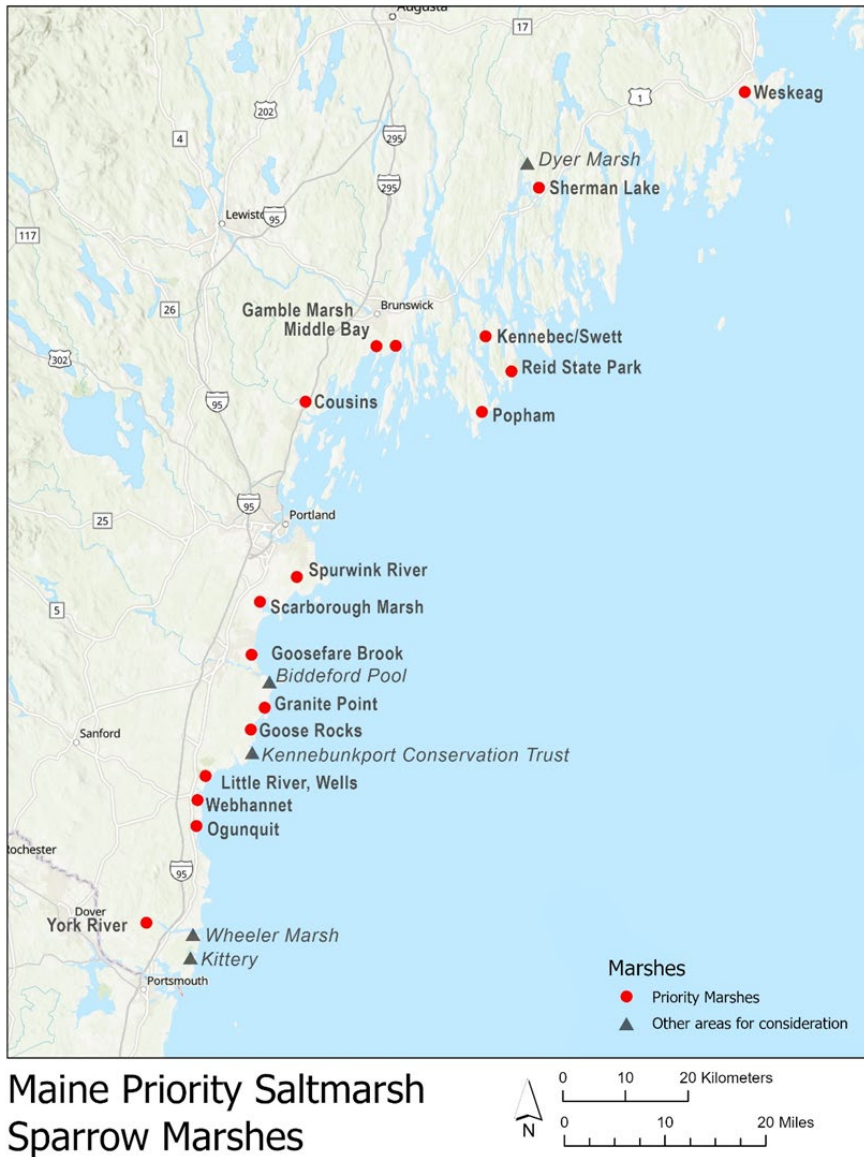 Augusta
17
Weskeag
1
202
4
295
Dyer Marsh
295
Sherman Lake
95
Lewiston
117
26
Brunswick
Gamble Marsh
Middle Bay
Kennebec/Swett
302
Reid State Park
95
Cousins
Popham
95
Portland
25
Spurwink River
5
Scarborough Marsh
Goosefare Brook
Biddeford Pool
Granite Point
Goose Rocks
Sanford
Kennebunkport Conservation Trust
Little River, Wells
Webhannet
Ogunquit
Rochester
95
Dover
York River
Wheeler Marsh
Kittery
Portsmouth
Marshes
Priority Marshes
Other areas for consideration
Maine Priority Saltmarsh
Sparrow Marshes
N
0 10 20 Kilometers
0 10 20 Miles